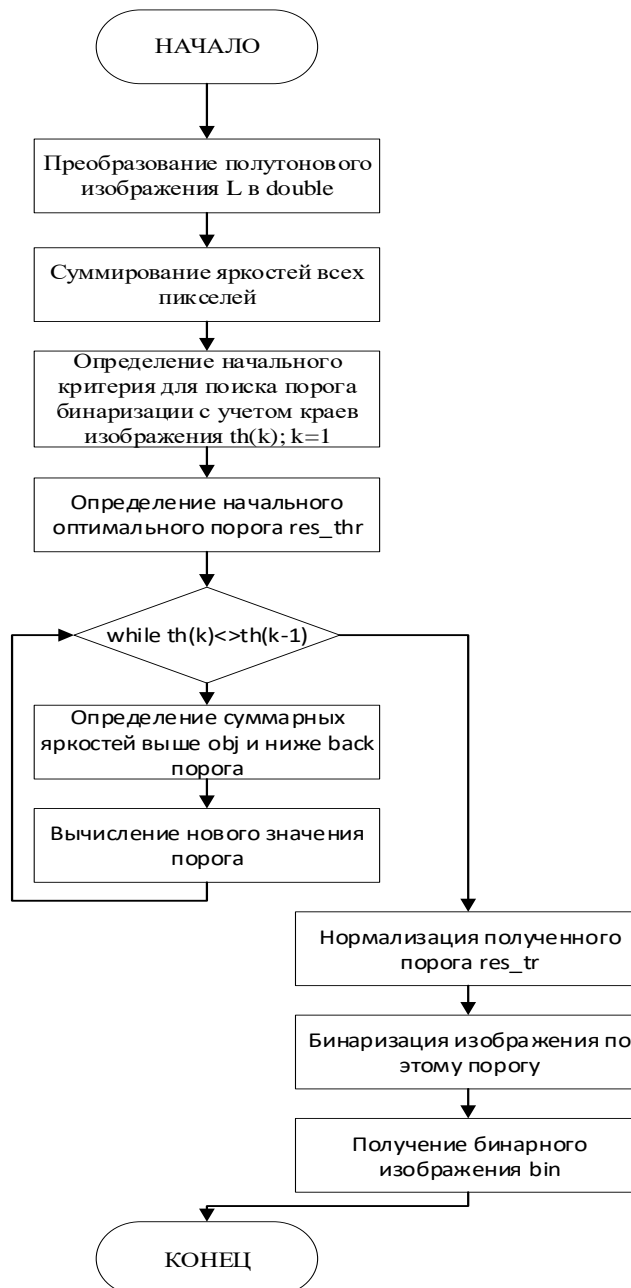 НАЧАЛО
Преобразование полутонового
изображения L в double
Суммирование яркостей всех
пикселей
Определение начального
критерия для поиска порога
бинаризации с учетом краев
изображения th(k); k=1
Определение начального
оптимального порога res_thr
while th(k)<>th(k-1)
Определение суммарных
яркостей выше obj и ниже back
порога
Вычисление нового значения
порога
Нормализация полученного
порога res_tr
Бинаризация изображения по
этому порогу
Получение бинарного
изображения bin
КОНЕЦ